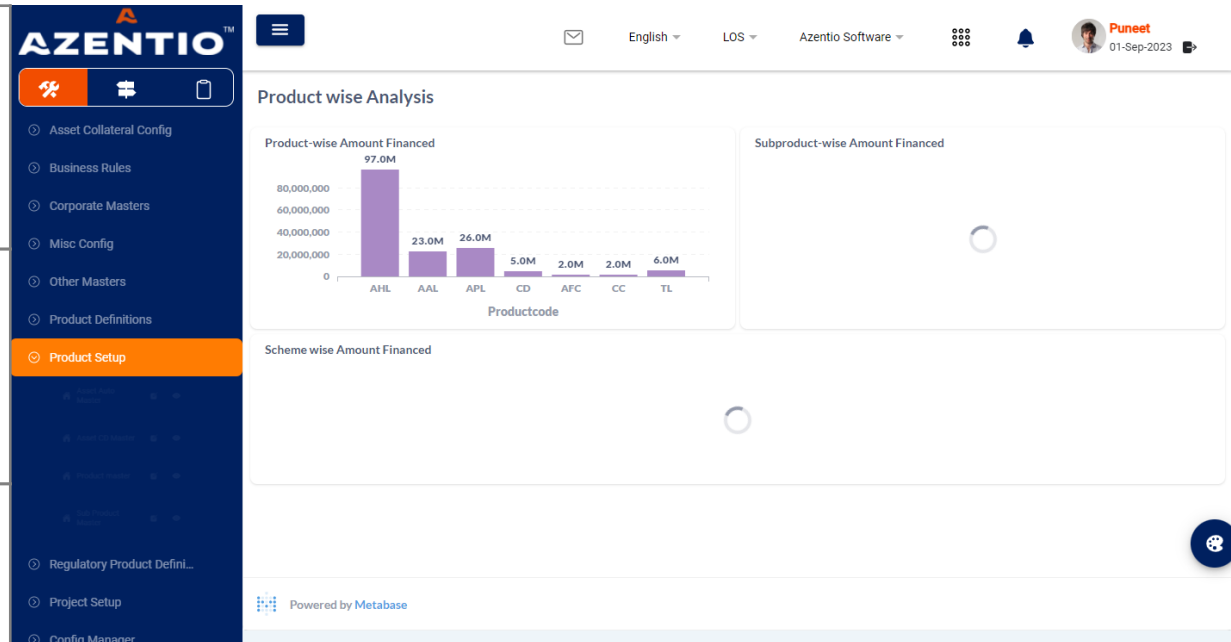 AZENTIO™
English
LOS
Azentio Software
Puneet
01-Sep-2023
Asset Collateral Config
Business Rules
Corporate Masters
Misc Config
Other Masters
Product Definitions
Product Setup
Product Master
Regulatory Product Defini...
Project Setup
Config Manager
Product wise Analysis
Product-wise Amount Financed
97.0M
80,000,000
60,000,000
40,000,000
20,000,000
0
23.0M
26.0M
5.0M
2.0M
2.0M
6.0M
AHL
AAL
APL
CD
AFC
CC
TL
Productcode
Subproduct-wise Amount Financed
Scheme wise Amount Financed
Powered by Metabase